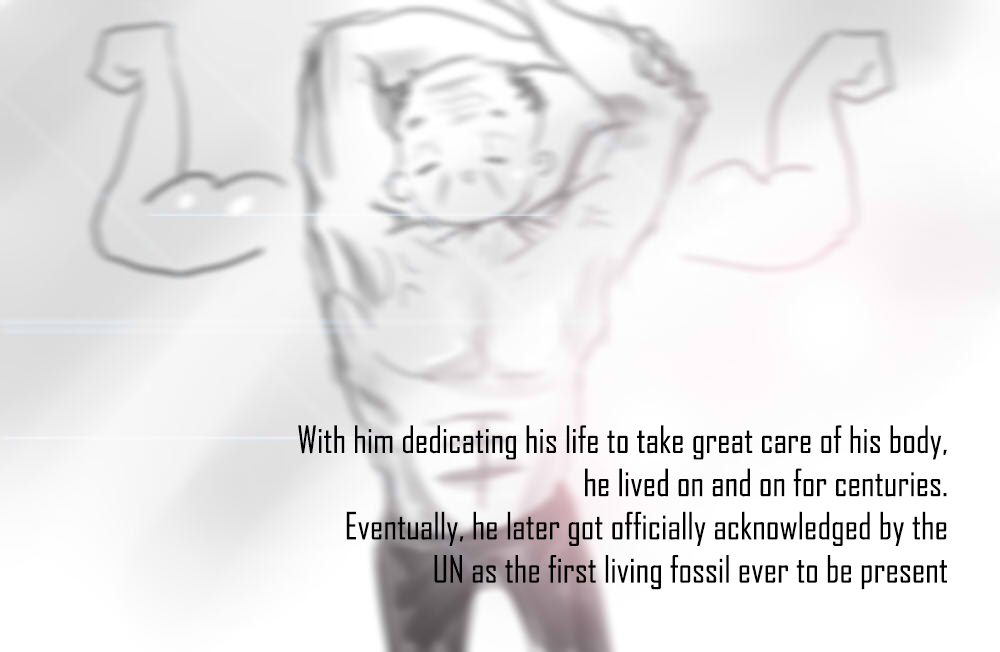 With him dedicating his life to take great care of his body,
he lived on and on for centuries.
Eventually, he later got officially acknowledged by the
UN as the first living fossil ever to be present